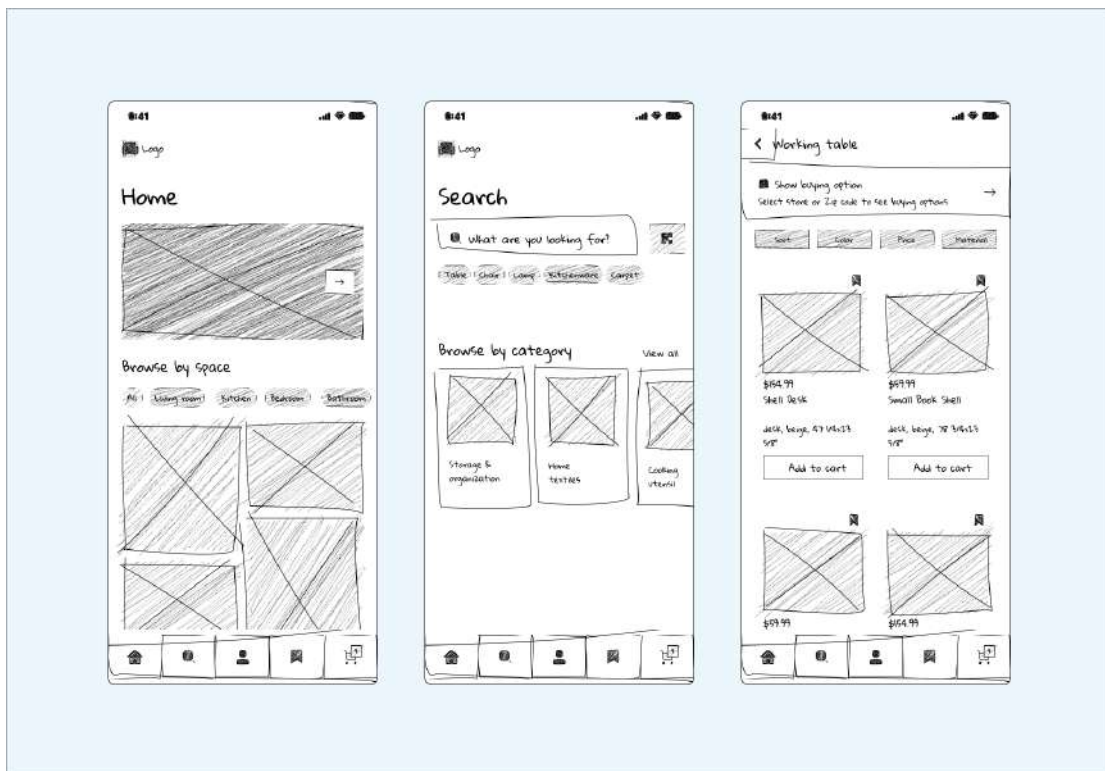 9:41
Logo
Home
→
Browse by space
All Living room Kitchen Bedroom Bathroom
9:41
Logo
Search
What are you looking for?
Table Chair Lamp Kitchenware Carpet
Browse by category View all
Storage &
organization
Home
textiles
Cooking
utensil
9:41
< Working table
Show buying option
Select store or Zip code to see buying options
→
Sort Color Price Material
$154.99
Shell Desk
desk, beige, 47 1/4x23
5/8"
Add to cart
$59.99
Small Book Shell
desk, beige, 78 3/4x23
5/8"
Add to cart
$59.99
$154.99